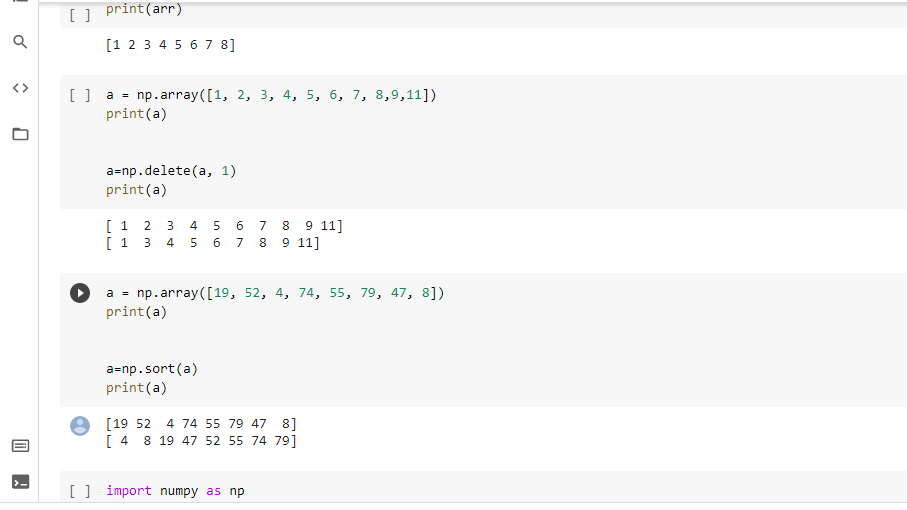 [ ] print(arr)
[1 2 3 4 5 6 7 8]
[ ] a = np.array([1, 2, 3, 4, 5, 6, 7, 8,9,11])
print(a)
a=np.delete(a, 1)
print(a)
[ 1  2  3  4  5  6  7  8  9 11]
[ 1  3  4  5  6  7  8  9 11]
a = np.array([19, 52, 4, 74, 55, 79, 47, 8])
print(a)
a=np.sort(a)
print(a)
[19 52  4 74 55 79 47  8]
[ 4  8 19 47 52 55 74 79]
[ ] import numpy as np